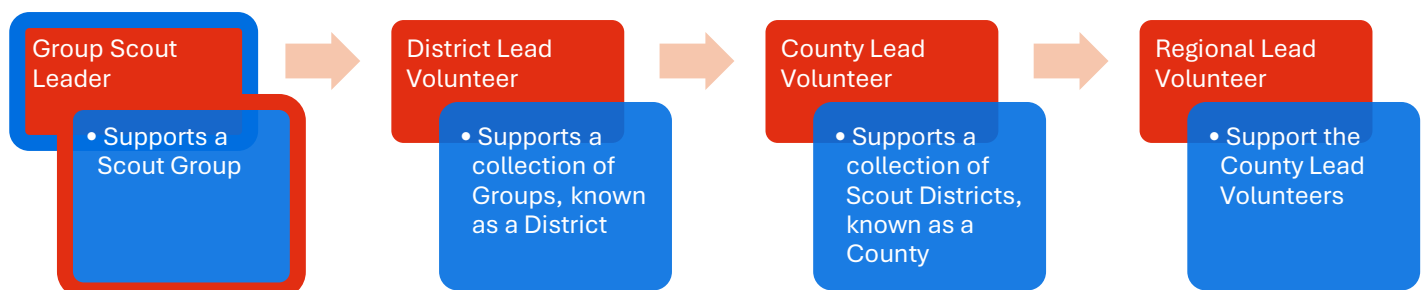 Group Scout
Leader
• Supports a
Scout Group
District Lead
Volunteer
• Supports a
collection of
Groups, known
as a District
County Lead
Volunteer
• Supports a
collection of
Scout Districts,
known as a
County
Regional Lead
Volunteer
• Support the
County Lead
Volunteers